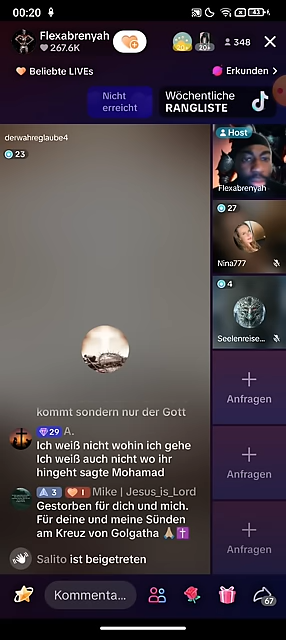 00:20
43
Flexabrenyah
267.6K
20+
348
Beliebte LIVEs
Erkunden >
Nicht erreicht
Wöchentliche
RANGLISTE
derwahreglaube4
23
Host
Flexabrenyah
27
Nina777
4
Seelenreise...
Anfragen
Anfragen
Anfragen
kommt sondern nur der Gott
29 A.
Ich weiß nicht wohin ich gehe
Ich weiß auch nicht wo ihr
hingeht sagte Mohamad
3 1 Mike | Jesus_is_Lord
Gestorben für dich und mich.
Für deine und meine Sünden
am Kreuz von Golgatha 🙏🏽✝️
Salito ist beigetreten
Kommenta...
67